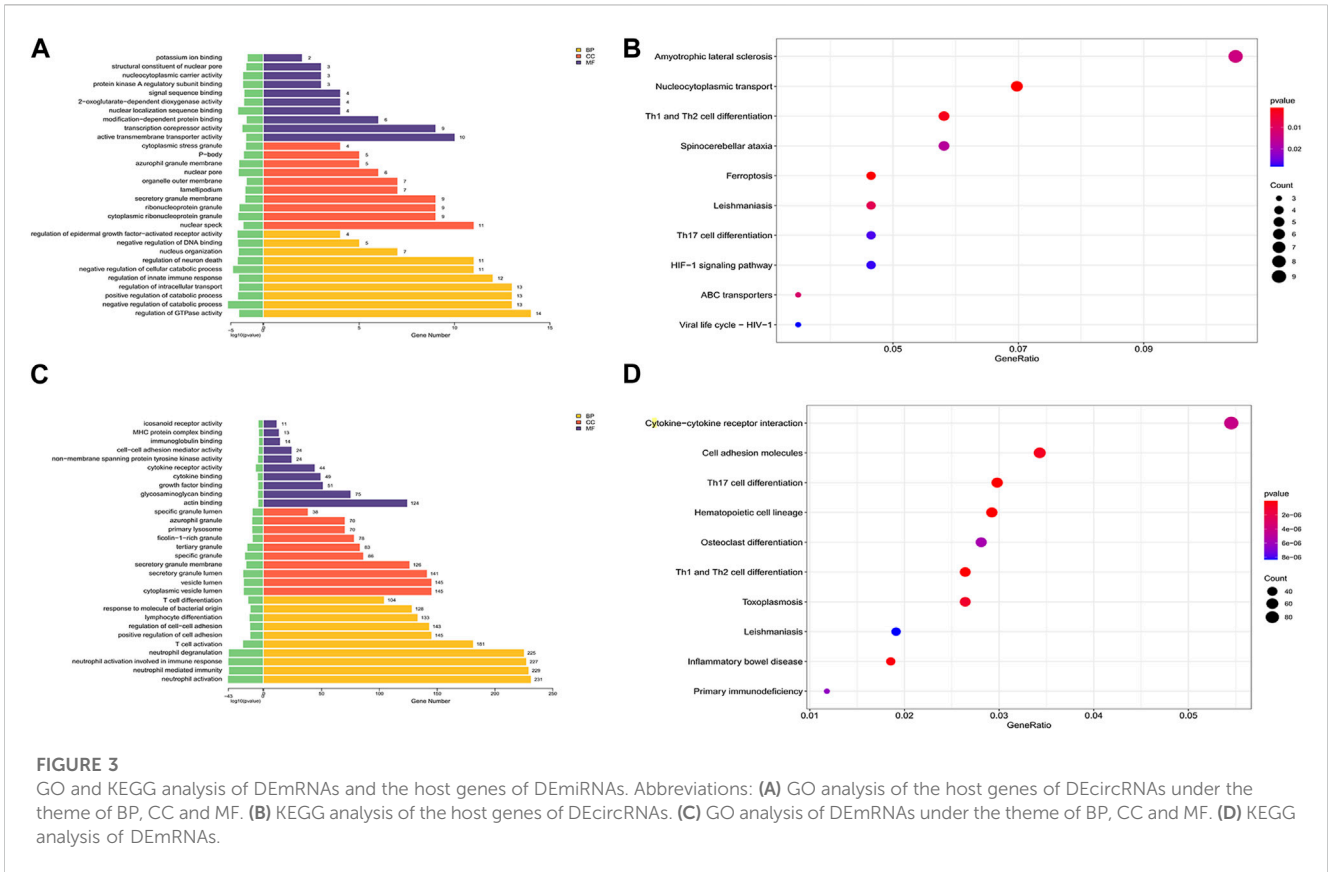 A
BP
CC
MF
potassium ion binding 2
structural constituent of nuclear pore 3
nucleocytoplasmic carrier activity 3
protein kinase A regulatory subunit binding 3
signal sequence binding 4
2-oxoglutarate-dependent dioxygenase activity 4
nuclear localization sequence binding 4
modification-dependent protein binding 6
transcription corepressor activity 9
active transmembrane transporter activity 10
cytoplasmic stress granule 4
P-body 5
azurophil granule membrane 5
nuclear pore 6
organelle outer membrane 7
lamellipodium 7
secretory granule membrane 9
ribonucleoprotein granule 9
cytoplasmic ribonucleoprotein granule 9
nuclear speck 11
regulation of epidermal growth factor-activated receptor activity 4
negative regulation of DNA binding 5
nucleus organization 7
regulation of neuron death 11
negative regulation of cellular catabolic process 11
regulation of innate immune response 12
regulation of intracellular transport 13
positive regulation of catabolic process 13
negative regulation of catabolic process 13
regulation of GTPase activity 14
-5 0 0 5 10 15
log10(pvalue) Gene Number
B
Amyotrophic lateral sclerosis
Nucleocytoplasmic transport
Th1 and Th2 cell differentiation
Spinocerebellar ataxia
Ferroptosis
Leishmaniasis
Th17 cell differentiation
HIF-1 signaling pathway
ABC transporters
Viral life cycle - HIV-1
0.05 0.07 0.09
GeneRatio
pvalue
0.01
0.02
Count
3
4
5
6
7
8
9
C
BP
CC
MF
icosanoid receptor activity 11
MHC protein complex binding 13
immunoglobulin binding 14
cell-cell adhesion mediator activity 24
non-membrane spanning protein tyrosine kinase activity 24
cytokine receptor activity 44
cytokine binding 49
growth factor binding 51
glycosaminoglycan binding 75
actin binding 124
specific granule lumen 38
azurophil granule 70
primary lysosome 70
ficolin-1-rich granule 78
tertiary granule 83
specific granule 86
secretory granule membrane 126
secretory granule lumen 141
vesicle lumen 145
cytoplasmic vesicle lumen 145
T cell differentiation 104
response to molecule of bacterial origin 128
lymphocyte differentiation 133
regulation of cell-cell adhesion 143
positive regulation of cell adhesion 145
T cell activation 181
neutrophil degranulation 225
neutrophil activation involved in immune response 227
neutrophil mediated immunity 229
neutrophil activation 231
-45 0 0 50 100 150 200 250
log10(pvalue) Gene Number
D
Cytokine-cytokine receptor interaction
Cell adhesion molecules
Th17 cell differentiation
Hematopoietic cell lineage
Osteoclast differentiation
Th1 and Th2 cell differentiation
Toxoplasmosis
Leishmaniasis
Inflammatory bowel disease
Primary immunodeficiency
0.01 0.02 0.03 0.04 0.05
GeneRatio
pvalue
2e-06
4e-06
6e-06
8e-06
Count
40
60
80
FIGURE 3
GO and KEGG analysis of DEmRNAs and the host genes of DEmiRNAs. Abbreviations: (A) GO analysis of the host genes of DEcircRNAs under the
theme of BP, CC and MF. (B) KEGG analysis of the host genes of DEcircRNAs. (C) GO analysis of DEmRNAs under the theme of BP, CC and MF. (D) KEGG
analysis of DEmRNAs.